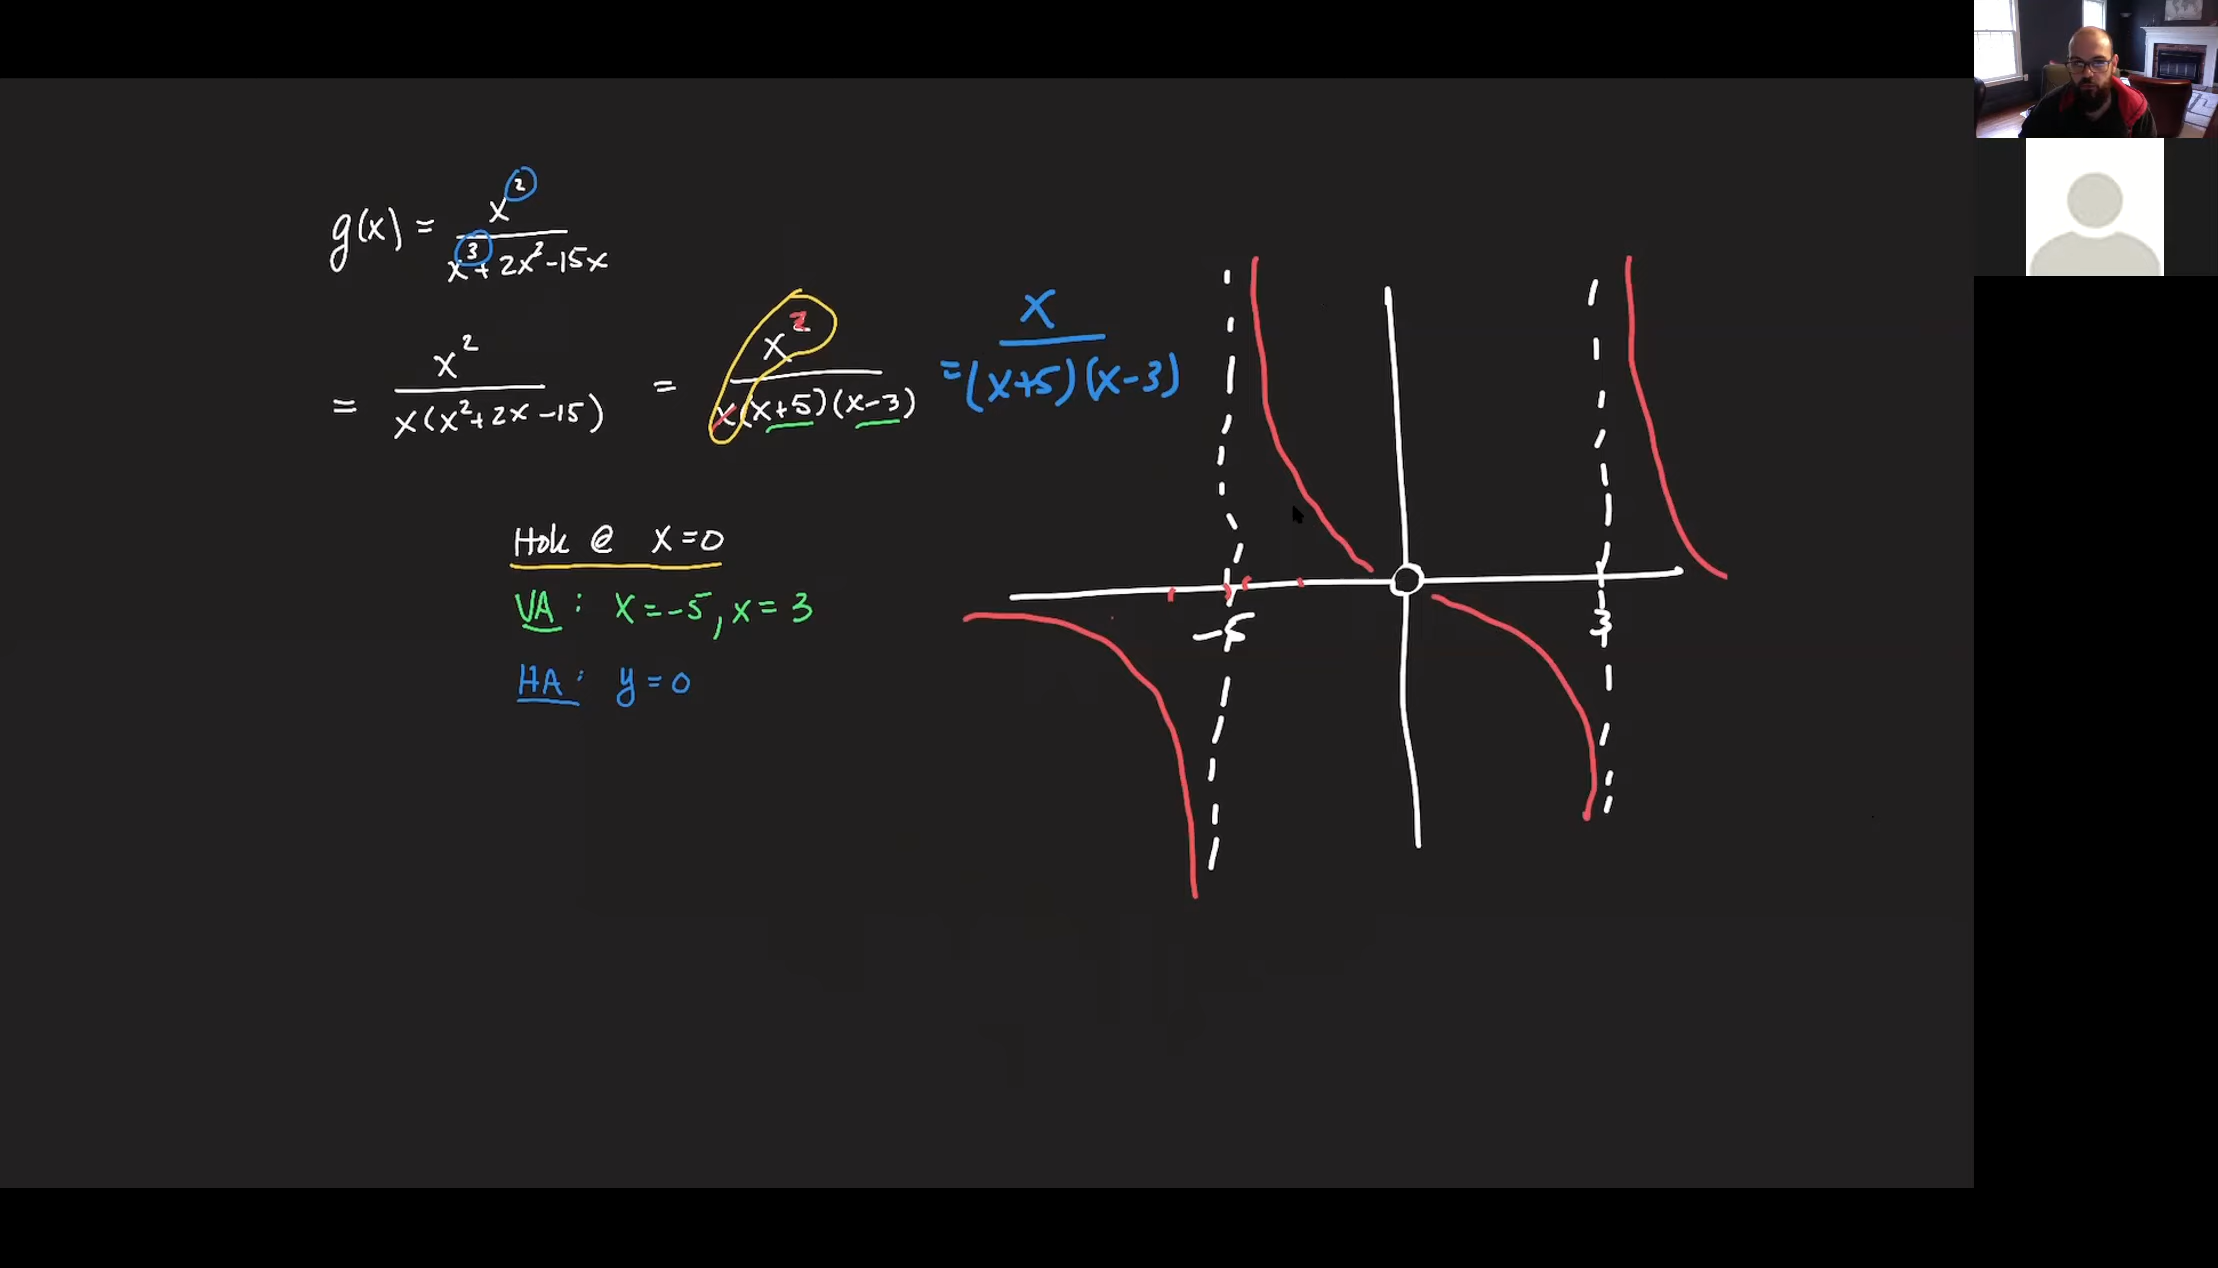 g(x) = x^2 / (x^3 + 2x^2 - 15x)
= x^2 / (x(x^2 + 2x - 15)) = x^2 / (x(x+5)(x-3)) = x / ((x+5)(x-3))
Hole @ x = 0
VA : x = -5, x = 3
HA : y = 0
-5 3